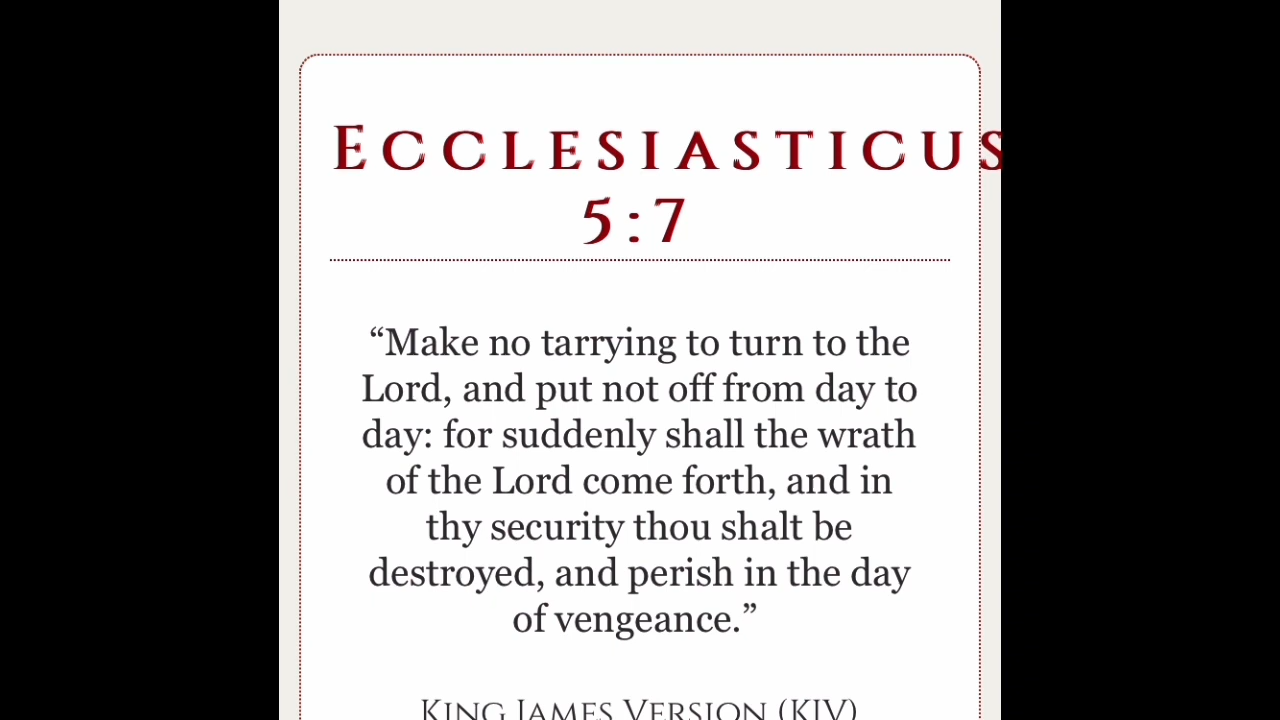 ECCLESIASTICUS
5:7
“Make no tarrying to turn to the
Lord, and put not off from day to
day: for suddenly shall the wrath
of the Lord come forth, and in
thy security thou shalt be
destroyed, and perish in the day
of vengeance.”
KING JAMES VERSION (KJV)